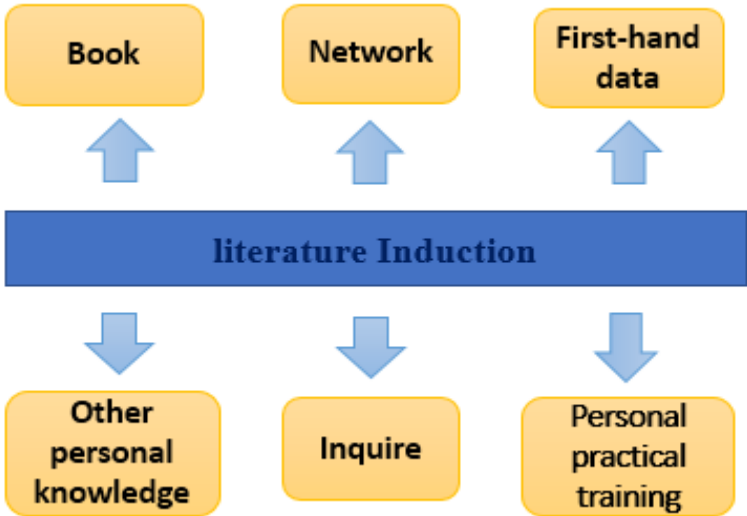 Book
Network
First-hand
data
literature Induction
Other
personal
knowledge
Inquire
Personal
practical
training